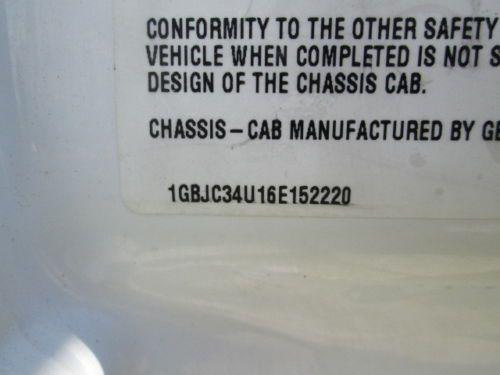 CONFORMITY TO THE OTHER SAFETY
VEHICLE WHEN COMPLETED IS NOT S
DESIGN OF THE CHASSIS CAB.
CHASSIS-CAB MANUFACTURED BY GE
1GBJC34U16E152220